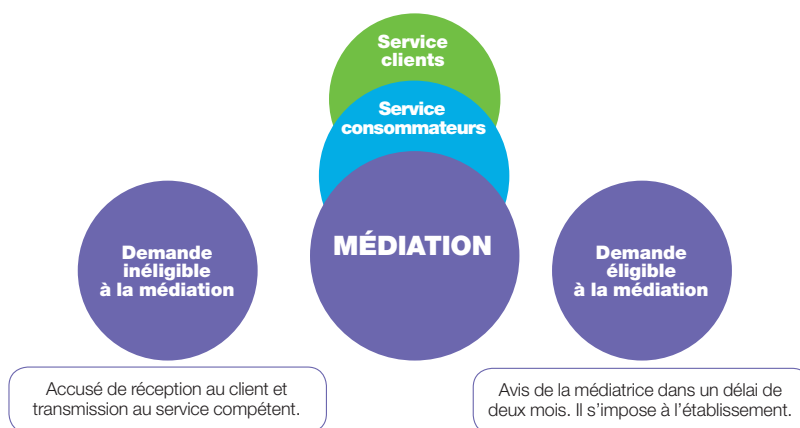 Service
clients
Service
consommateurs
MÉDIATION
Demande
inéligible
à la médiation
Demande
éligible
à la médiation
Accusé de réception au client et
transmission au service compétent.
Avis de la médiatrice dans un délai de
deux mois. Il s’impose à l’établissement.